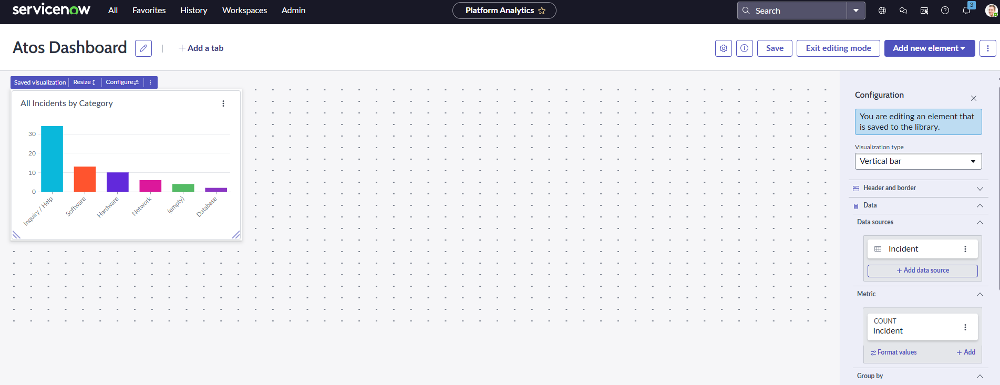 servicenow All Favorites History Workspaces Admin Platform Analytics Search 3
Atos Dashboard + Add a tab Save Exit editing mode Add new element
Saved visualization Resize Configure
All Incidents by Category
30
20
10
0
Inquiry / Help Software Hardware Network (empty) Database
Configuration
You are editing an element that
is saved to the library.
Visualization type
Vertical bar
Header and border
Data
Data sources
Incident
+ Add data source
Metric
COUNT
Incident
Format values + Add
Group by